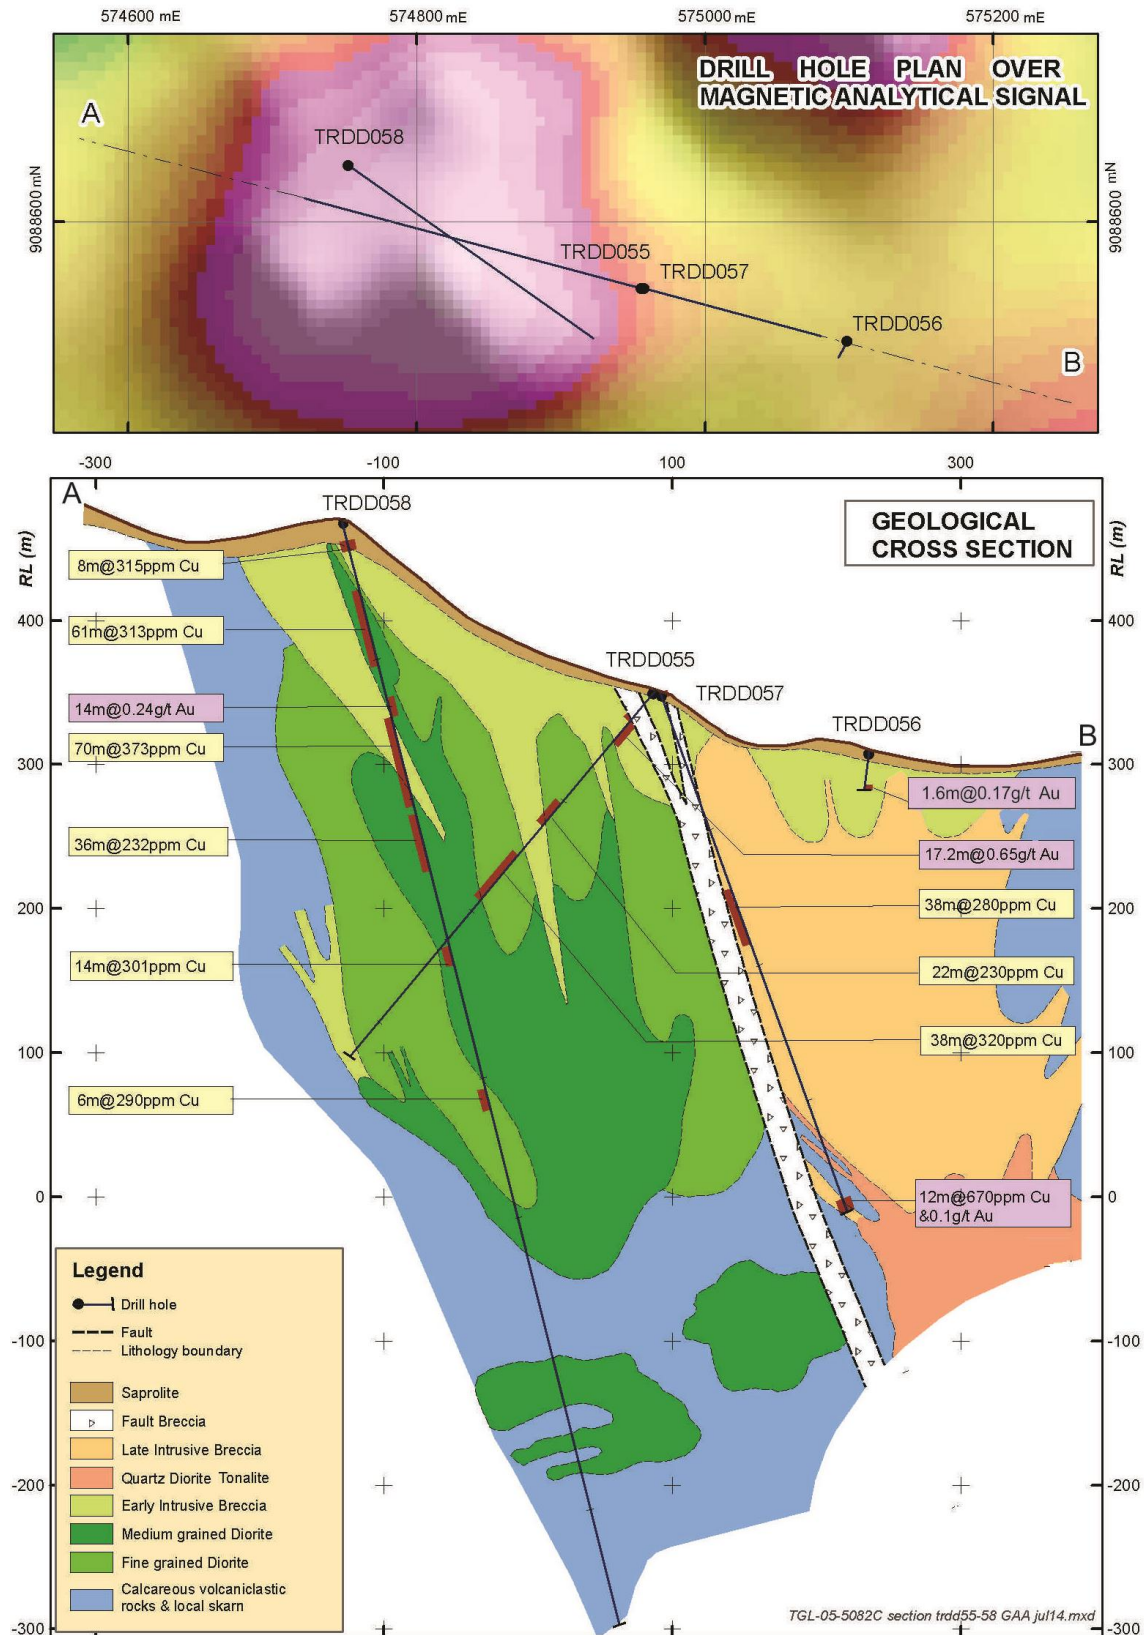 574600 mE
574800 mE
575000 mE
575200 mE
DRILL HOLE PLAN OVER
MAGNETIC ANALYTICAL SIGNAL
A
TRDD058
9088600 mN
9088600 mN
TRDD055
TRDD057
TRDD056
B
-300
-100
100
300
A
TRDD058
GEOLOGICAL
CROSS SECTION
RL (m)
RL (m)
8m@315ppm Cu
400
400
61m@313ppm Cu
TRDD055
TRDD057
14m@0.24g/t Au
TRDD056
B
70m@373ppm Cu
300
300
1.6m@0.17g/t Au
36m@232ppm Cu
17.2m@0.65g/t Au
200
38m@280ppm Cu
200
14m@301ppm Cu
22m@230ppm Cu
100
38m@320ppm Cu
100
6m@290ppm Cu
0
12m@670ppm Cu
&0.1g/t Au
0
Legend
Drill hole
Fault
Lithology boundary
-100
-100
Saprolite
Fault Breccia
Late Intrusive Breccia
Quartz Diorite Tonalite
-200
-200
Early Intrusive Breccia
Medium grained Diorite
Fine grained Diorite
Calcareous volcaniclastic
rocks & local skarn
TGL-05-5082C section trdd55-58 GAA jul14.mxd
-300
-300